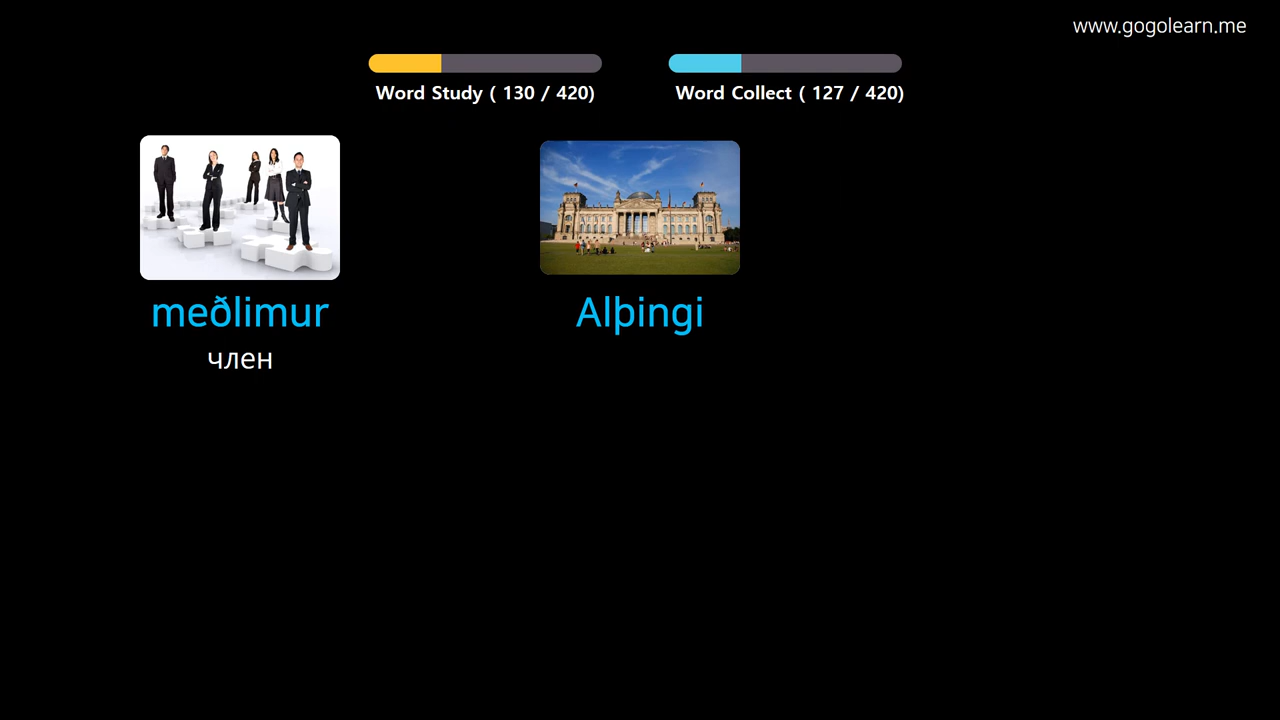 www.gogolearn.me
Word Study ( 130 / 420)
Word Collect ( 127 / 420)
meðlimur
член
Alþingi